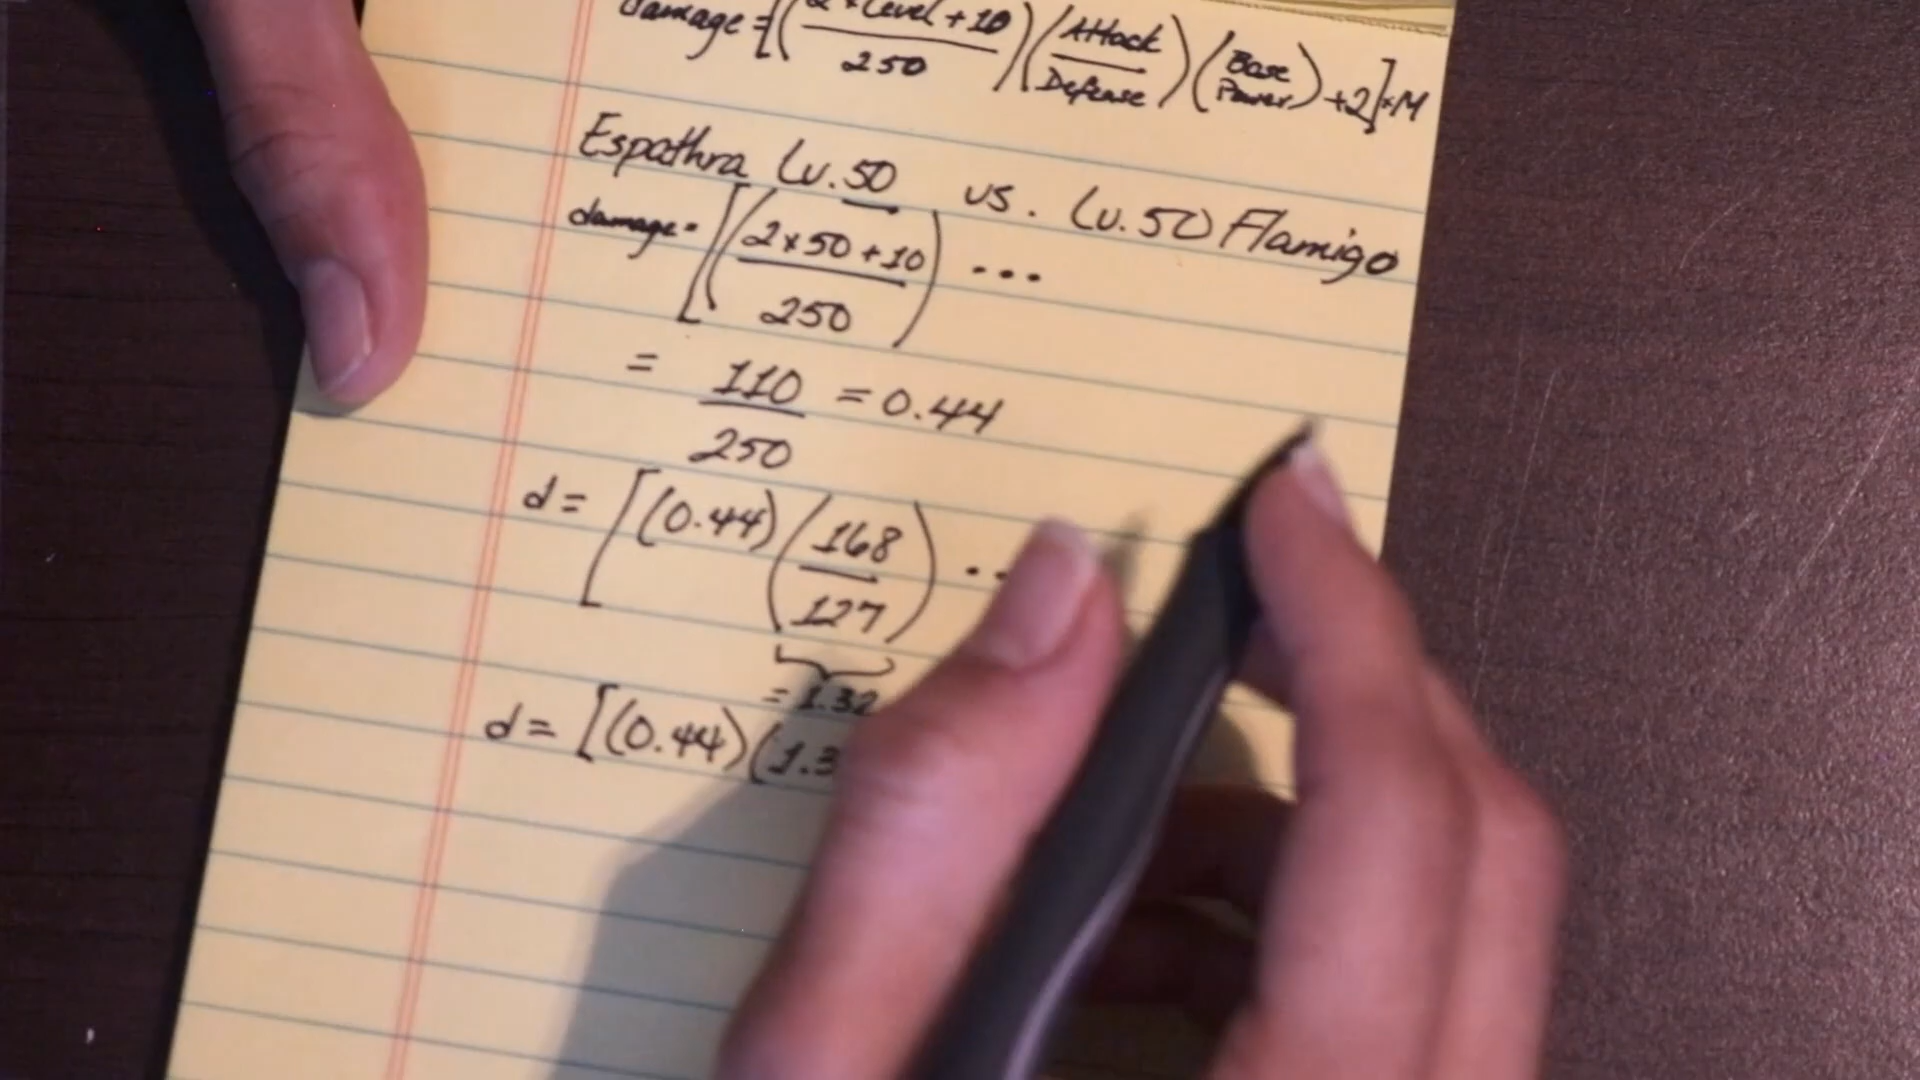 damage = [(2 × Level + 10 / 250)(Attack / Defense)(Base Power) + 2] × M
Espathra Lv. 50 vs. Lv. 50 Flamigo
damage = [(2 × 50 + 10 / 250) ...
= 110 / 250 = 0.44
d = [(0.44)(168 / 127) ...
= 1.32
d = [(0.44)(1.3